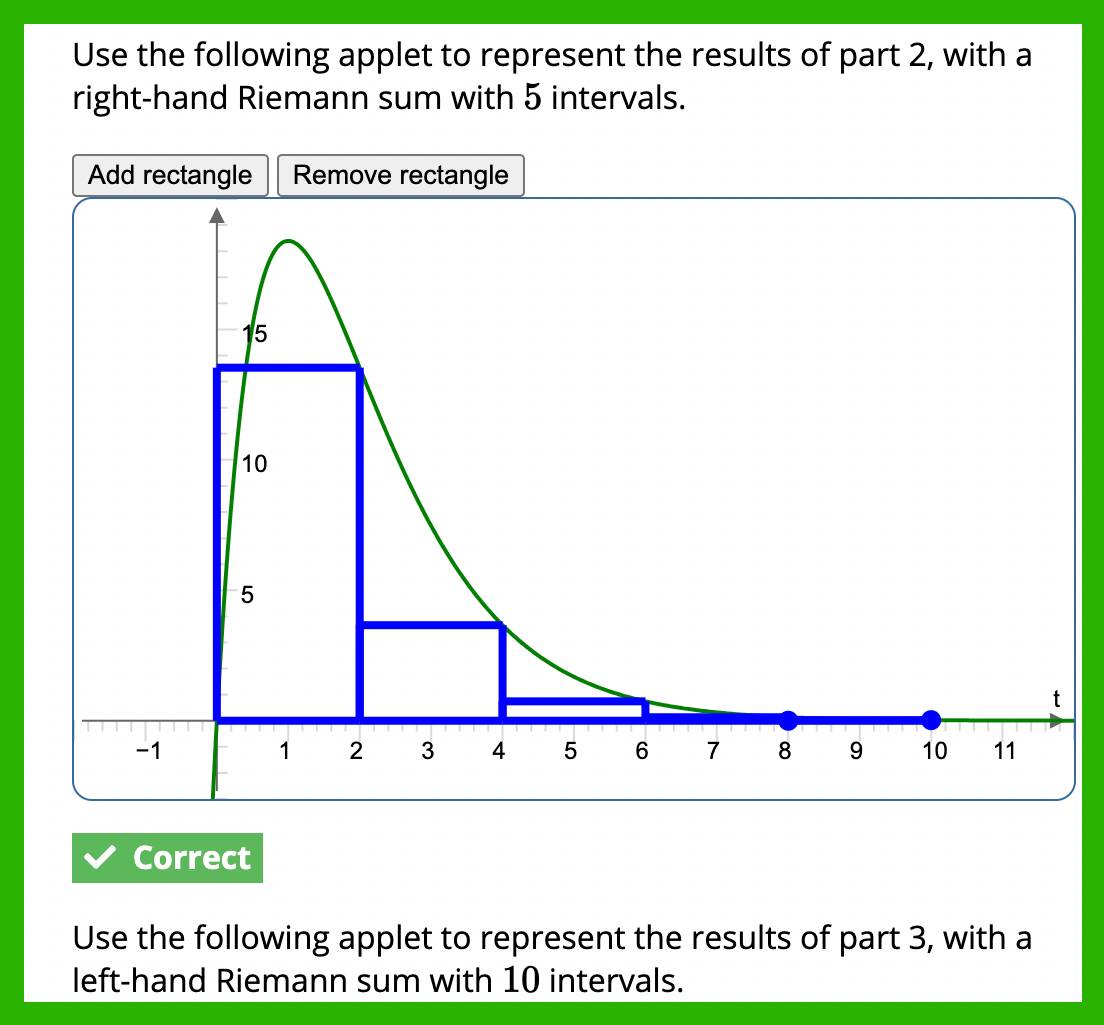 Use the following applet to represent the results of part 2, with a
right-hand Riemann sum with 5 intervals.
Add rectangle Remove rectangle
15
10
5
t
−1 1 2 3 4 5 6 7 8 9 10 11
✓ Correct
Use the following applet to represent the results of part 3, with a
left-hand Riemann sum with 10 intervals.